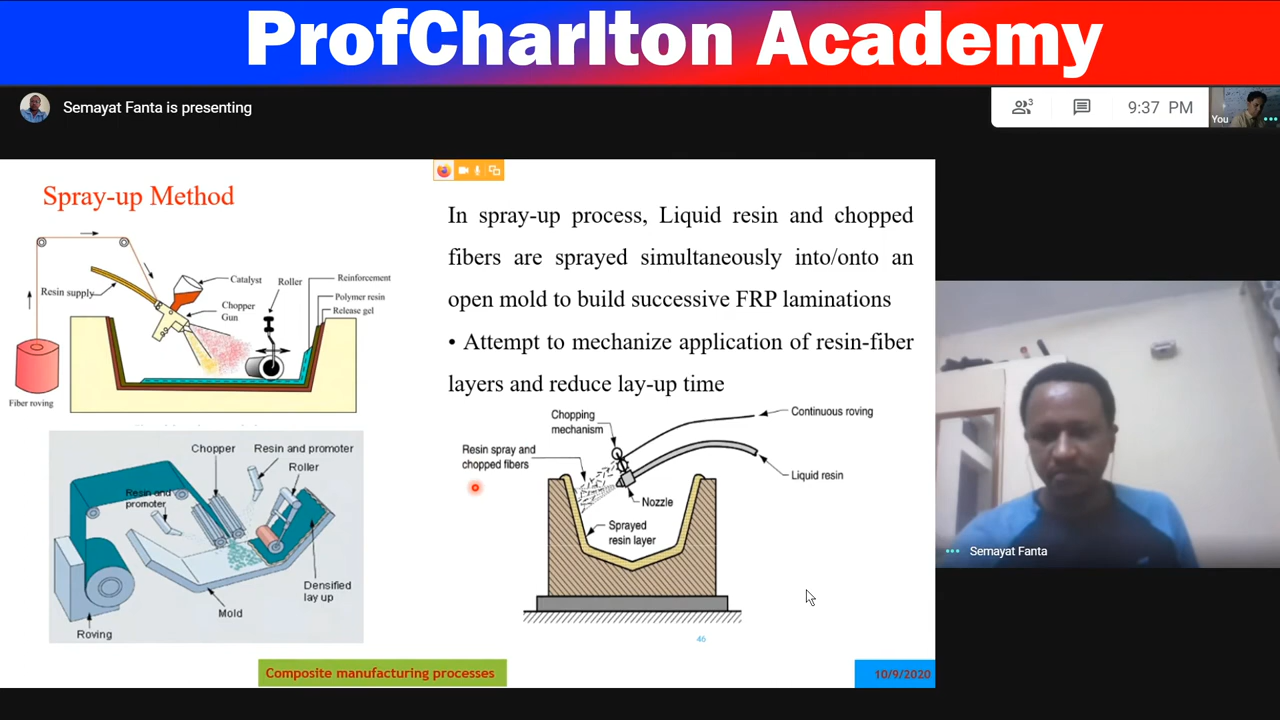 ProfCharlton Academy
Semayat Fanta is presenting
3
9:37 PM
You
Spray-up Method
Resin supply
Catalyst
Roller
Chopper
Gun
Reinforcement
Polymer resin
Release gel
Fiber roving
In spray-up process, Liquid resin and chopped
fibers are sprayed simultaneously into/onto an
open mold to build successive FRP laminations
• Attempt to mechanize application of resin-fiber
layers and reduce lay-up time
Chopper
Resin and promoter
Roller
Resin and
promoter
Densified
lay up
Mold
Roving
Chopping
mechanism
Continuous roving
Resin spray and
chopped fibers
Liquid resin
Nozzle
Sprayed
resin layer
46
Composite manufacturing processes
10/9/2020
Semayat Fanta